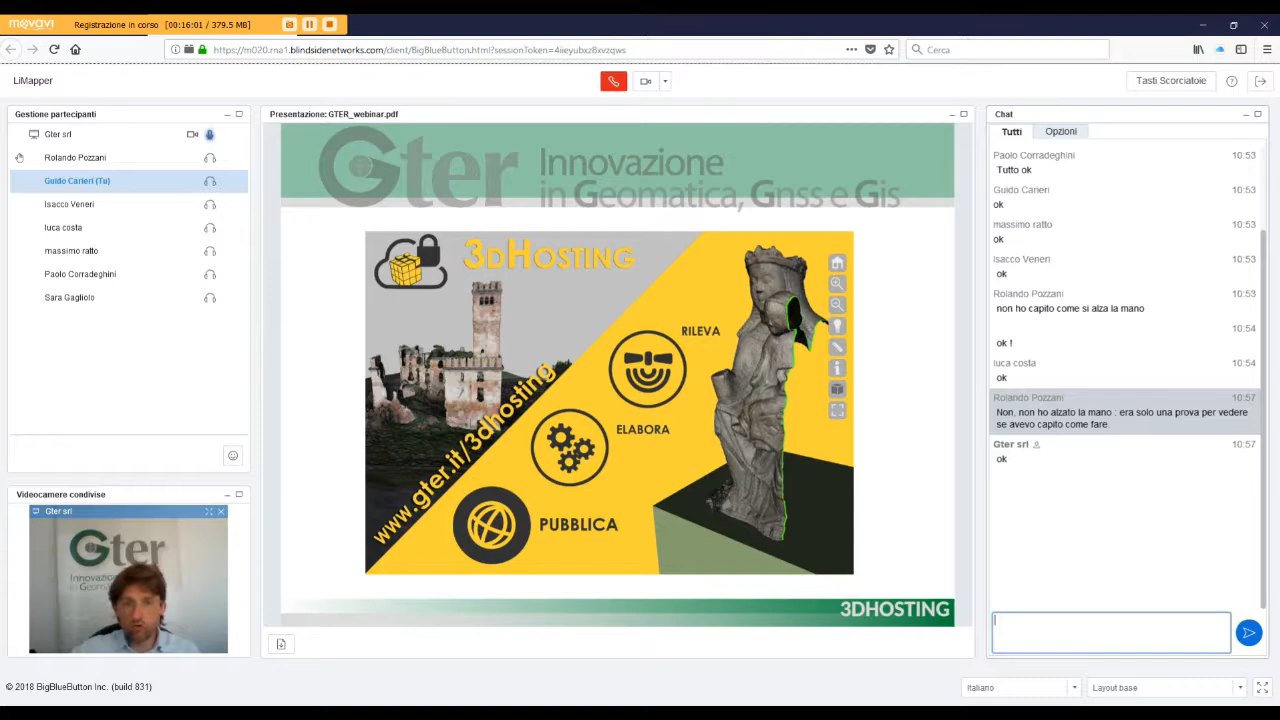 movavi
Registrazione in corso [00:16:01 / 379.5 MB]
https://m020.rna1.blindsidenetworks.com/client/BigBlueButton.html?sessionToken=4iieyubxz8xvzqws
Cerca
LiMapper
Tasti Scorciatoie
Gestione partecipanti
Gter srl
Rolando Pozzani
Guido Carieri (Tu)
Isacco Veneri
luca costa
massimo ratto
Paolo Corradeghini
Sara Gagliolo
Videocamere condivise
Gter srl
Gter
Innovazione
in Geoma
Presentazione: GTER_webinar.pdf
Gter Innovazione
in Geomatica, Gnss e Gis
3DHOSTING
www.gter.it/3dhosting
RILEVA
ELABORA
PUBBLICA
3DHOSTING
Chat
Tutti
Opzioni
Paolo Corradeghini 10:53
Tutto ok
Guido Carieri 10:53
ok
massimo ratto 10:53
ok
Isacco Veneri 10:53
ok
Rolando Pozzani 10:53
non ho capito come si alza la mano
10:54
ok !
luca costa 10:54
ok
Rolando Pozzani 10:57
Non, non ho alzato la mano : era solo una prova per vedere
se avevo capito come fare.
Gter srl 10:57
ok
© 2018 BigBlueButton Inc. (build 831)
Italiano
Layout base